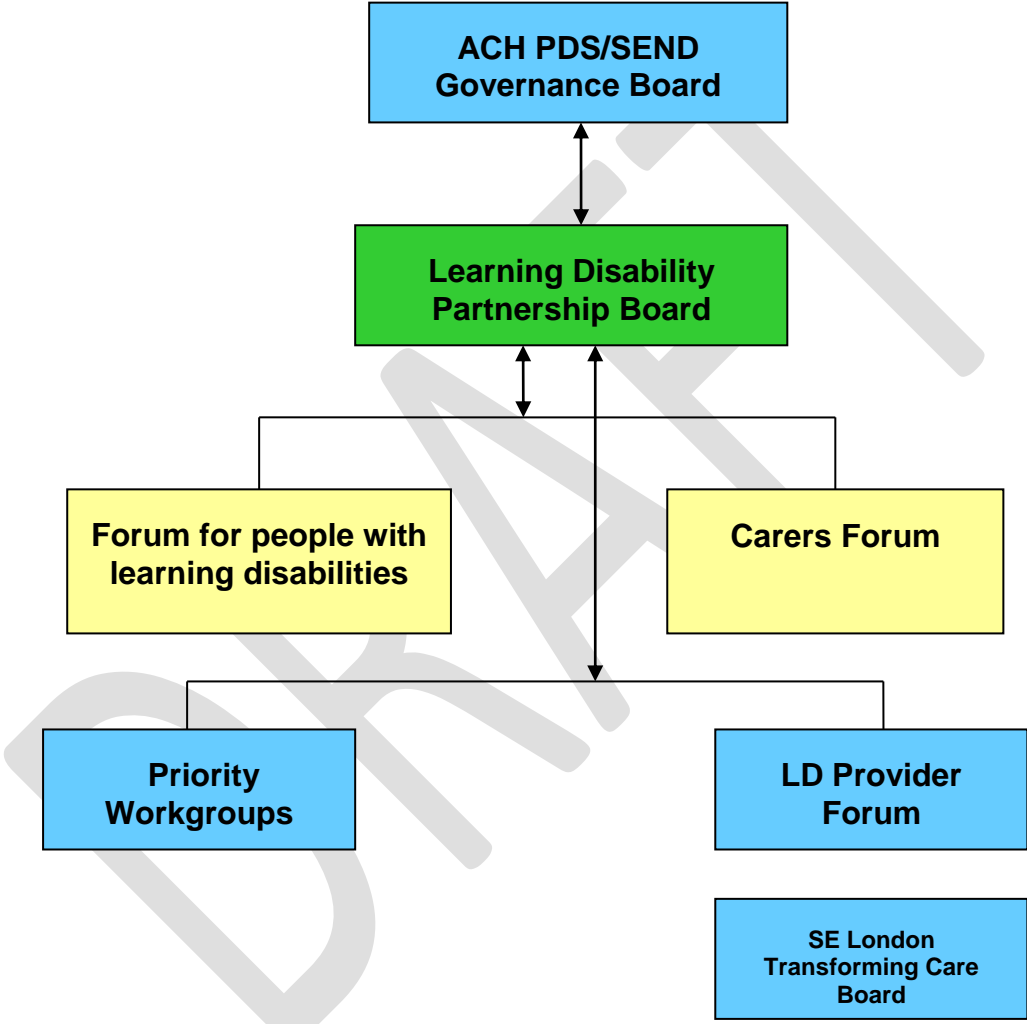 ACH PDS/SEND
Governance Board
Learning Disability
Partnership Board
Forum for people with
learning disabilities
Carers Forum
Priority
Workgroups
LD Provider
Forum
SE London
Transforming Care
Board
DRAFT